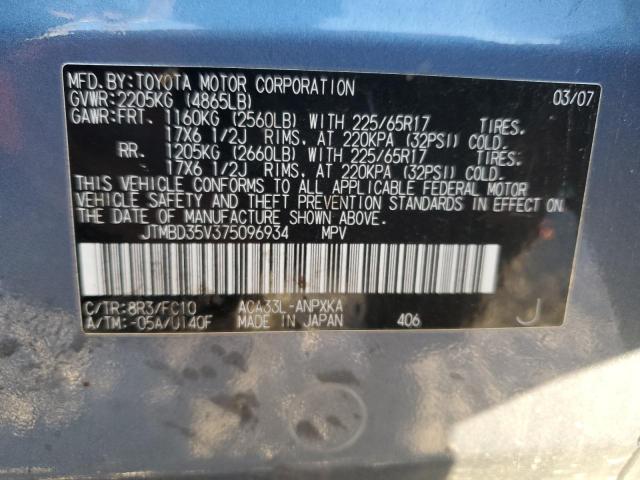 MFD. BY: TOYOTA MOTOR CORPORATION 03/07
GVWR: 2205KG (4865LB)
GAWR: FRT. 1160KG (2560LB) WITH 225/65R17 TIRES.
17X6 1/2J RIMS, AT 220KPA (32PSI) COLD.
RR. 1205KG (2660LB) WITH 225/65R17 TIRES.
17X6 1/2J RIMS, AT 220KPA (32PSI) COLD.
THIS VEHICLE CONFORMS TO ALL APPLICABLE FEDERAL MOTOR
VEHICLE SAFETY AND THEFT PREVENTION STANDARDS IN EFFECT ON
THE DATE OF MANUFACTURE SHOWN ABOVE.
JTMBD35V375096934 MPV
C/TR: 8R3/FC10 ACA33L-ANPXKA
A/TM: -05A/U140F MADE IN JAPAN 406 J